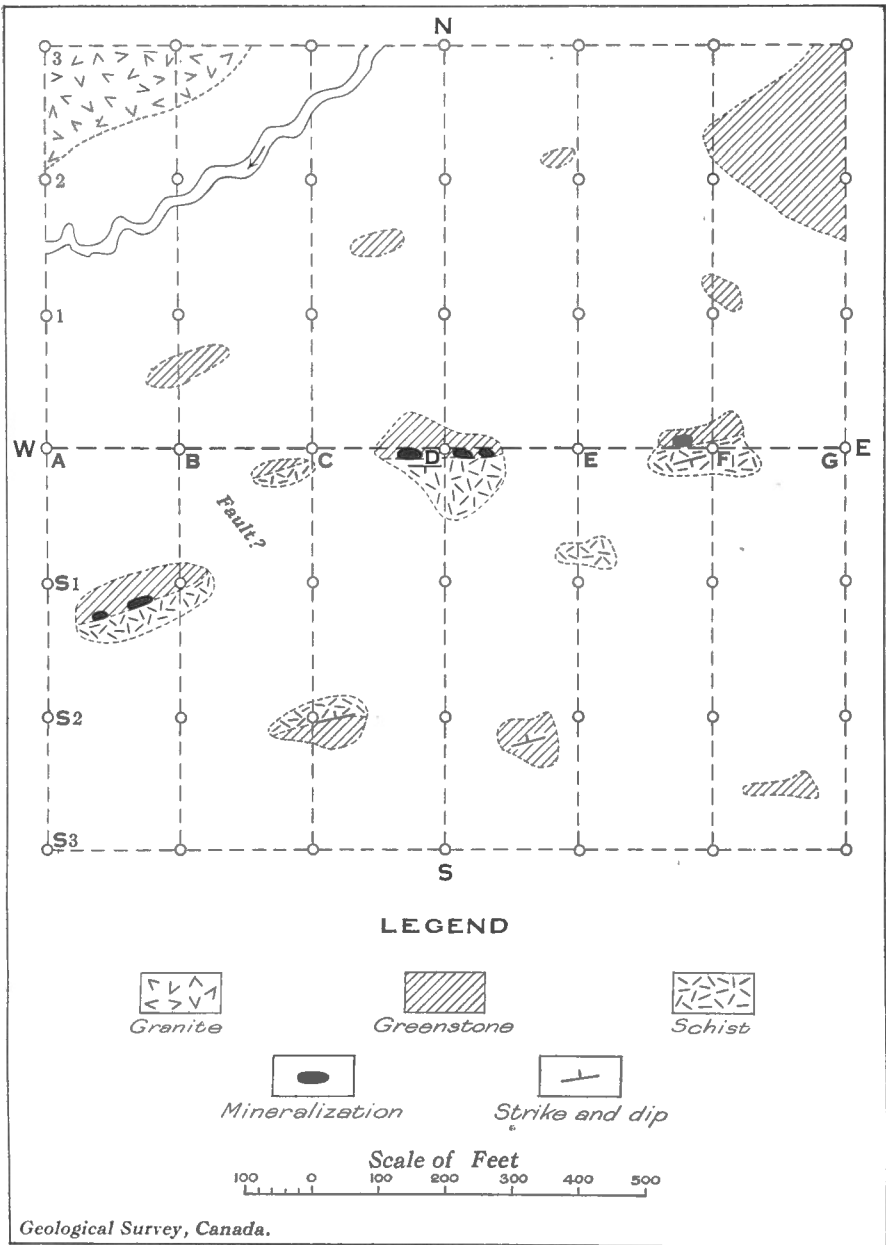 N
3
2
1
W A B C D E F G E
Fault?
S1
S2
S3
S
LEGEND
Granite Greenstone Schist
Mineralization Strike and dip
Scale of Feet
100 0 100 200 300 400 500
Geological Survey, Canada.